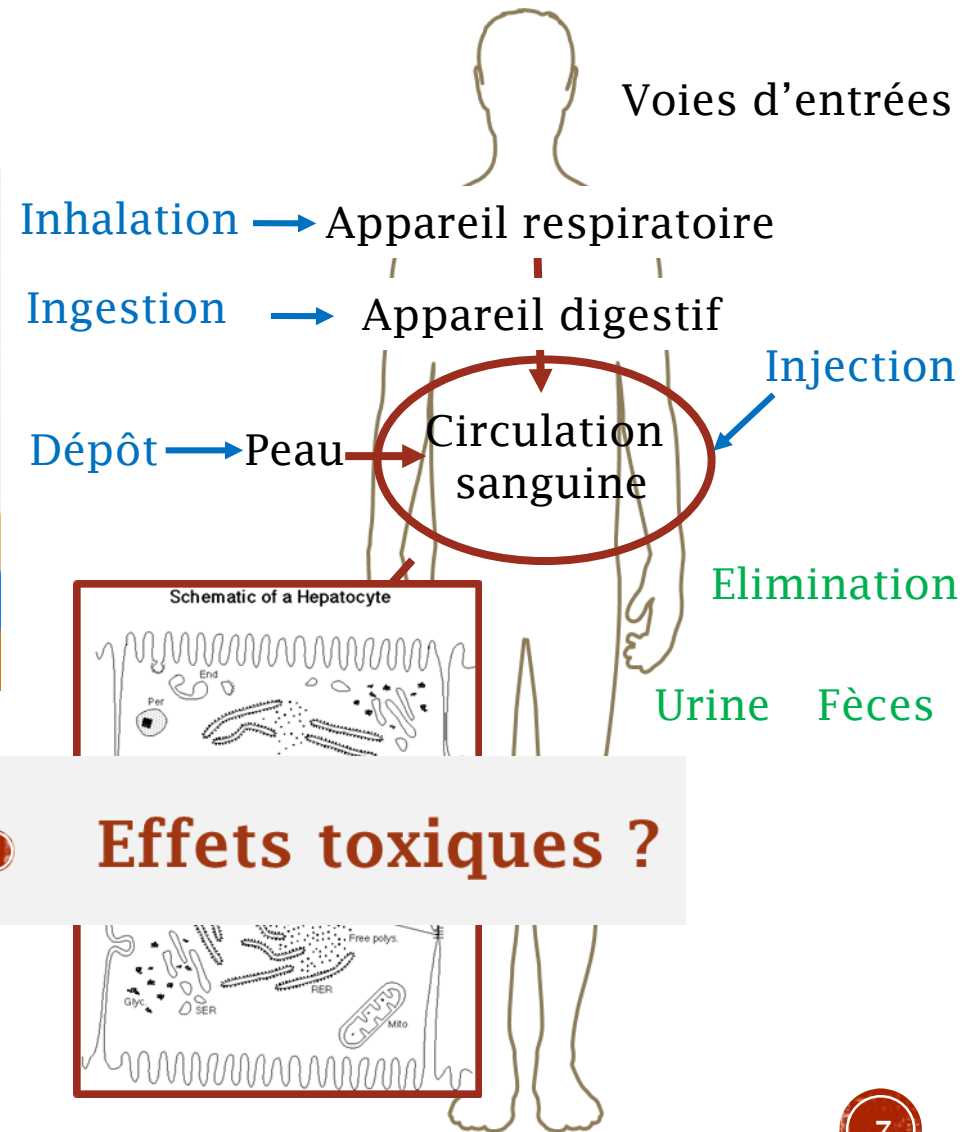 Voies d'entrées
Inhalation
Appareil respiratoire
Ingestion
Appareil digestif
Injection
Dépôt
Peau
Circulation
sanguine
Elimination
Urine Fèces
Schematic of a Hepatocyte
End
Per
Effets toxiques ?
Free polys.
RER
Glyc.
SER
Mito
7